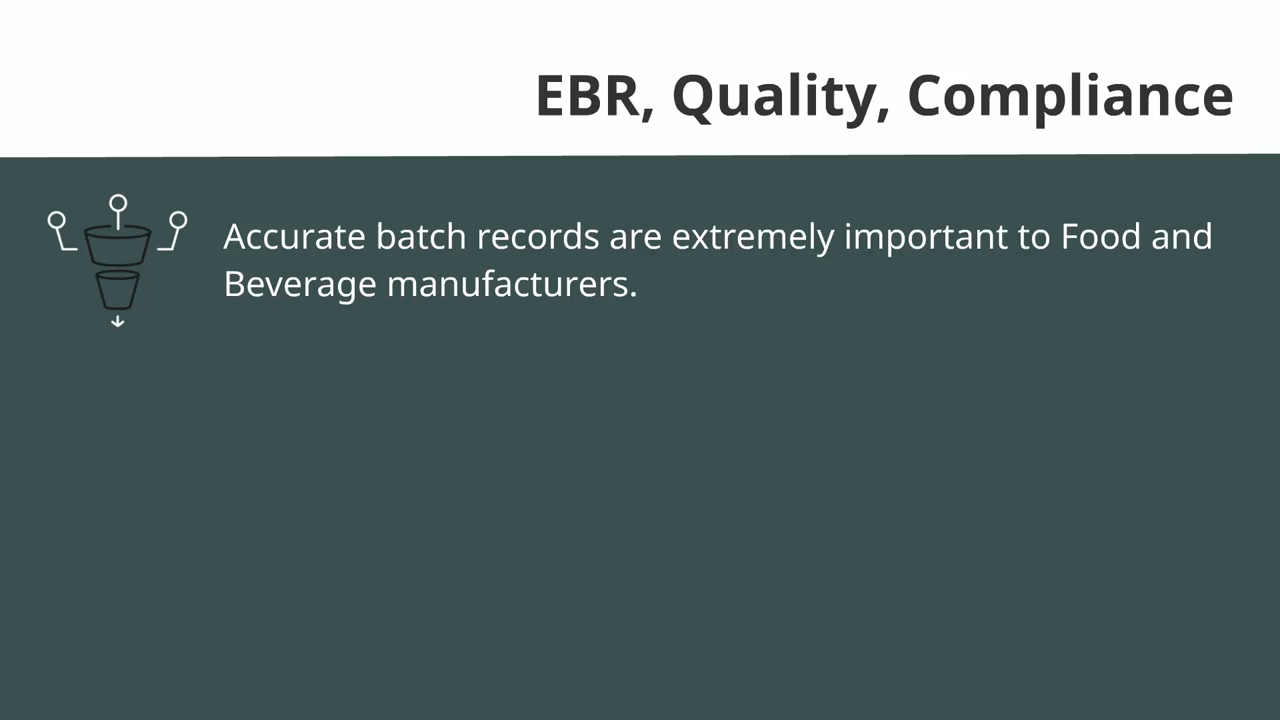 EBR, Quality, Compliance
Accurate batch records are extremely important to Food and
Beverage manufacturers.